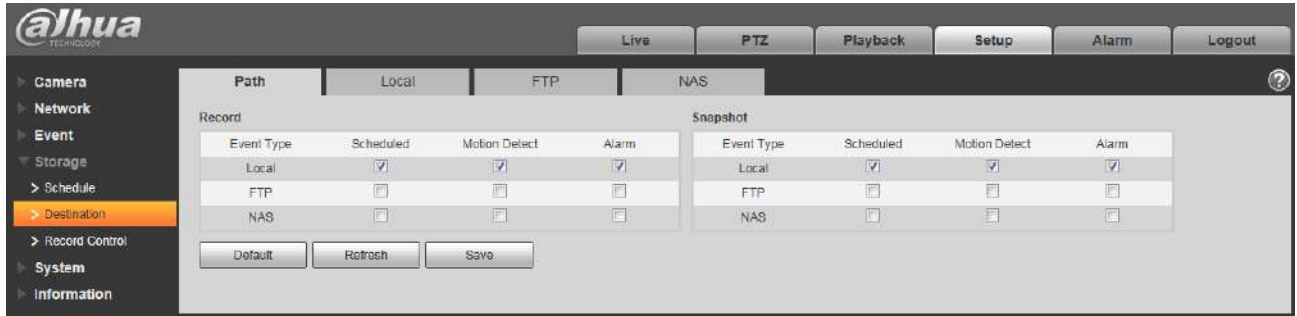 alhua
TECHNOLOGY
Live PTZ Playback Setup Alarm Logout
Camera
Network
Event
Storage
> Schedule
> Destination
> Record Control
System
Information
Path Local FTP NAS
?
Record
Event Type Scheduled Motion Detect Alarm
Local
FTP
NAS
Snapshot
Event Type Scheduled Motion Detect Alarm
Local
FTP
NAS
Default Refresh Save